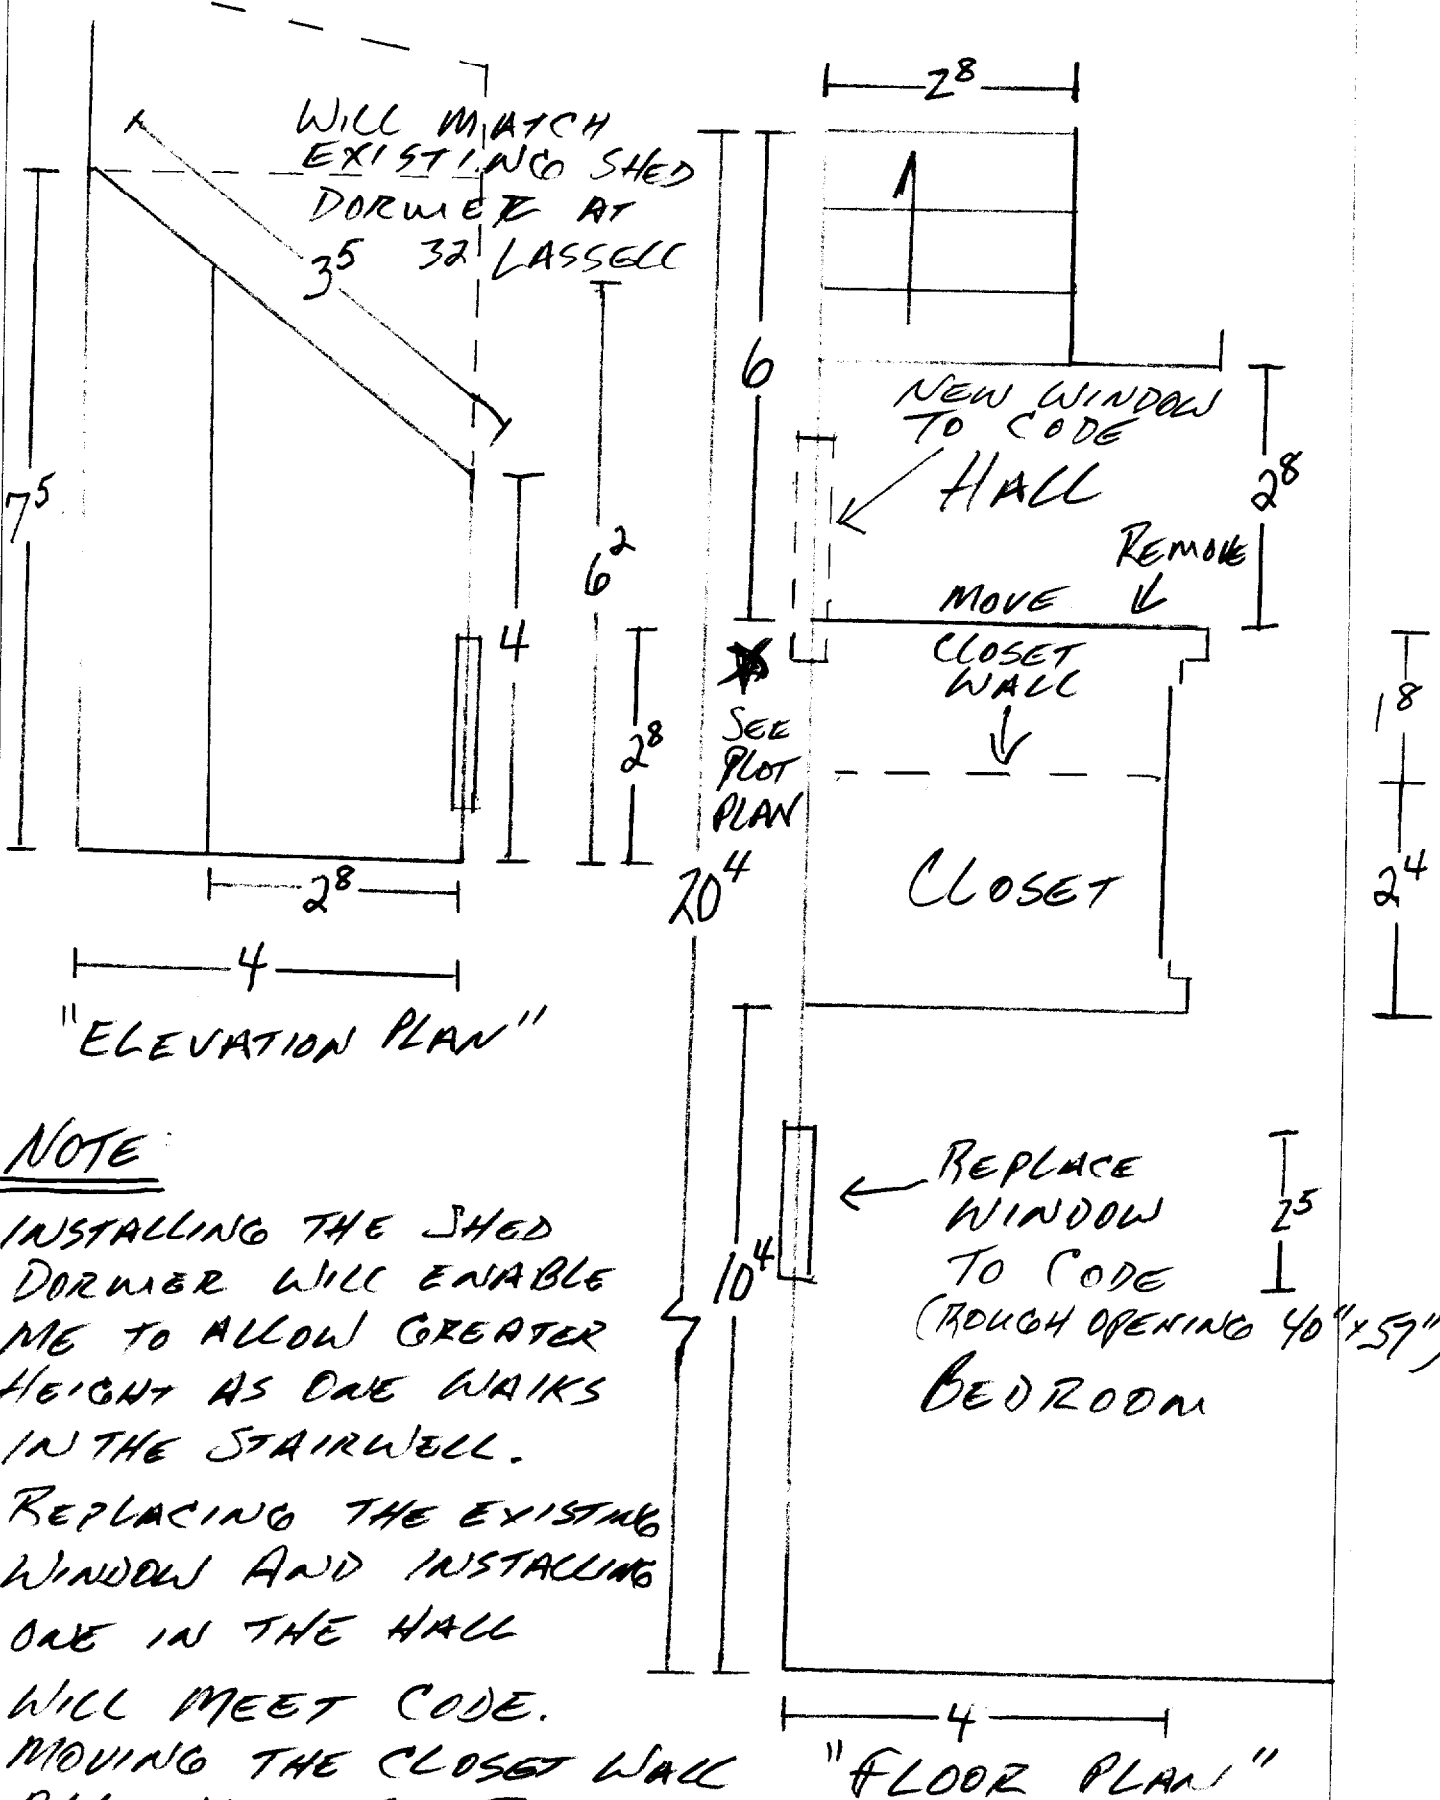 WILL MATCH
EXISTING SHED
DORMER AT
32 LASSELL
3⁵
7⁵
6²
4
2⁸
2⁸
4
"ELEVATION PLAN"
NOTE
INSTALLING THE SHED
DORMER WILL ENABLE
ME TO ALLOW GREATER
HEIGHT AS ONE WALKS
IN THE STAIRWELL.
REPLACING THE EXISTING
WINDOW AND INSTALLING
ONE IN THE HALL
WILL MEET CODE.
MOVING THE CLOSET WALL
2⁸
6
NEW WINDOW
TO CODE
HALL
2⁸
REMOVE
MOVE
CLOSET
WALL
SEE
PLOT
PLAN
1⁸
20⁴
CLOSET
2⁴
REPLACE
WINDOW
TO CODE
(ROUGH OPENING 40"x59")
2⁵
10⁴
BEDROOM
4
"FLOOR PLAN"